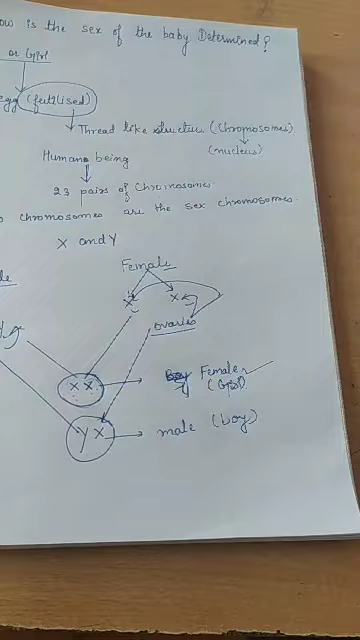 ow is the sex of the baby Determined?
or Girl
egg (fertilised)
Thread like structure (Chromosomes)
(nucleus)
Human being
23 pairs of Chromosomes.
o chromosomes are the sex chromosomes.
X and Y
Female
X X
ovaries
X X Female
(Girl)
Y X male (boy)